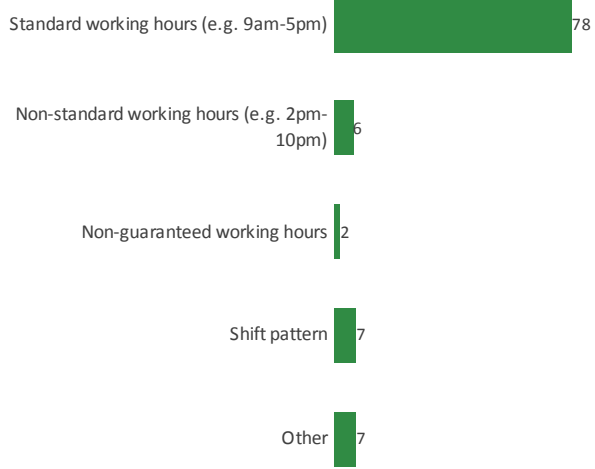 Standard working hours (e.g. 9am-5pm) 78
Non-standard working hours (e.g. 2pm-
10pm) 6
Non-guaranteed working hours 2
Shift pattern 7
Other 7